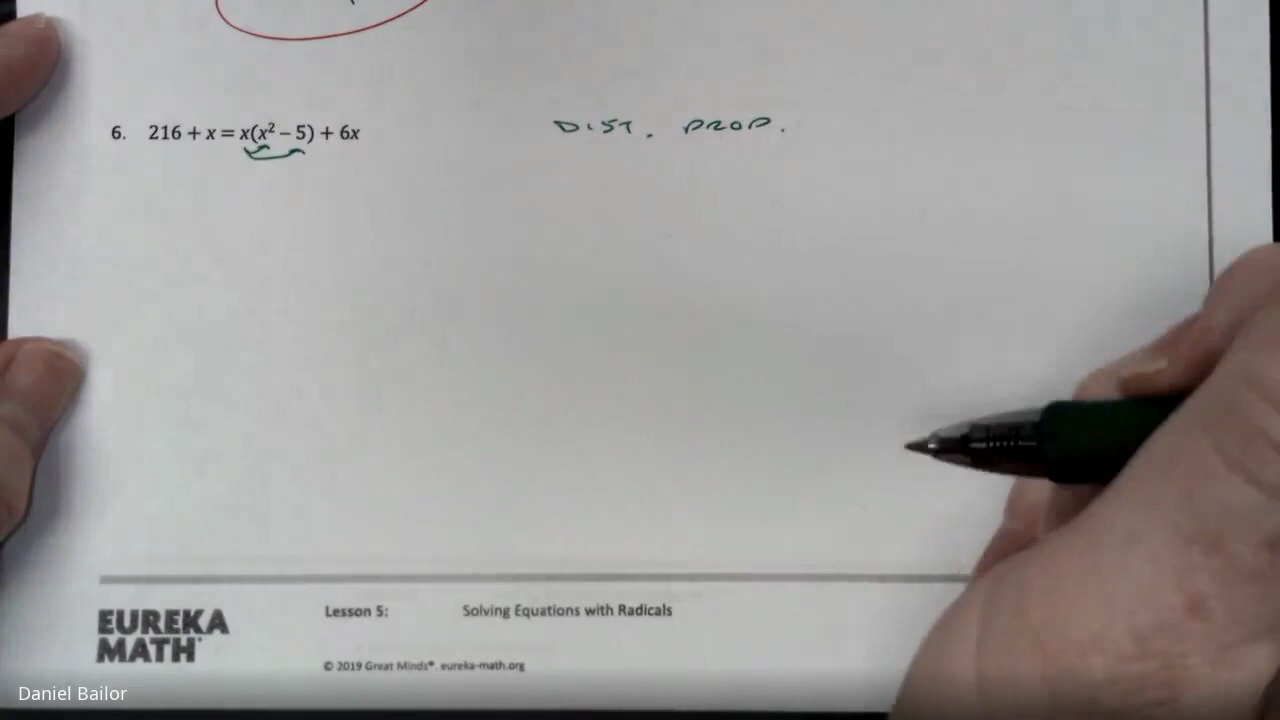 6. 216 + x = x(x² – 5) + 6x
DIST. PROP.
EUREKA
MATH
Lesson 5: Solving Equations with Radicals
© 2019 Great Minds®. eureka-math.org
Daniel Bailor